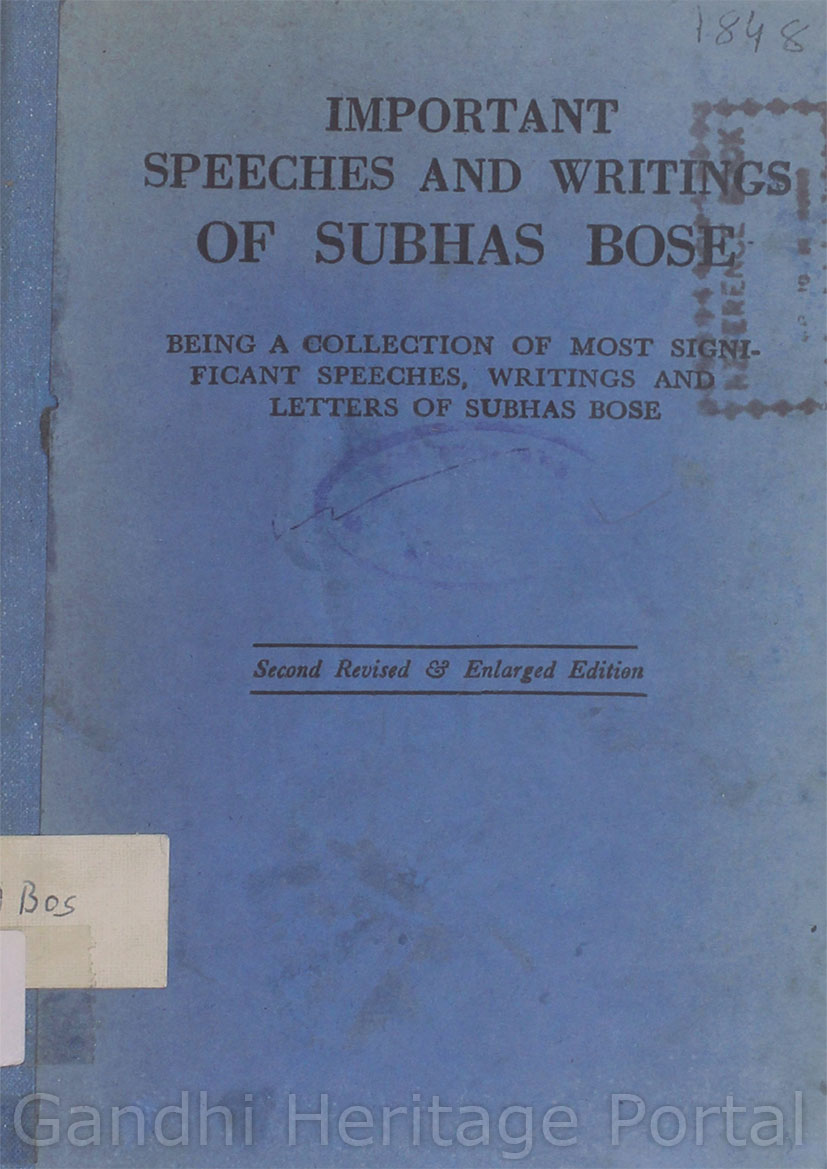 1848
IMPORTANT
SPEECHES AND WRITINGS
OF SUBHAS BOSE
BEING A COLLECTION OF MOST SIGNI-
FICANT SPEECHES, WRITINGS AND
LETTERS OF SUBHAS BOSE
Second Revised & Enlarged Edition
Bos
Gandhi Heritage Portal